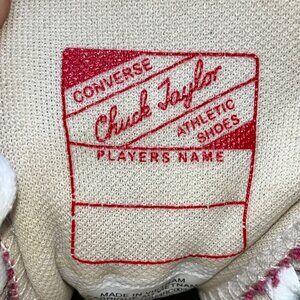 CONVERSE
Chuck Taylor
ATHLETIC
SHOES
PLAYERS NAME
MADE IN VIETNAM